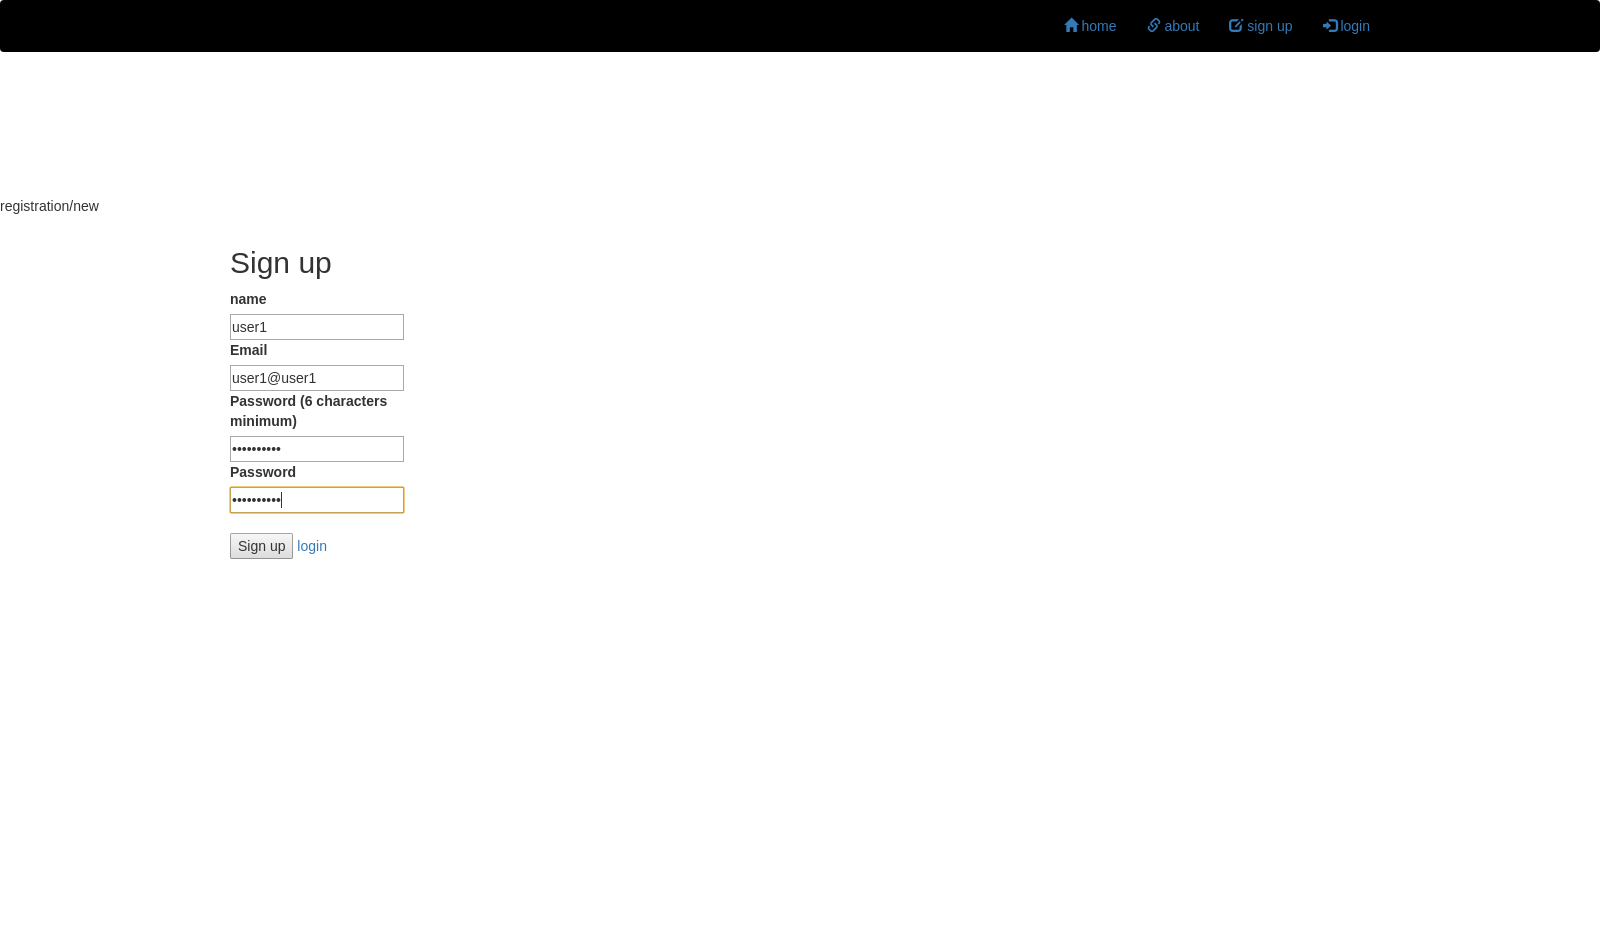 home about sign up login
registration/new
Sign up
name
user1
Email
user1@user1
Password (6 characters
minimum)
••••••••••
Password
••••••••••
Sign up login